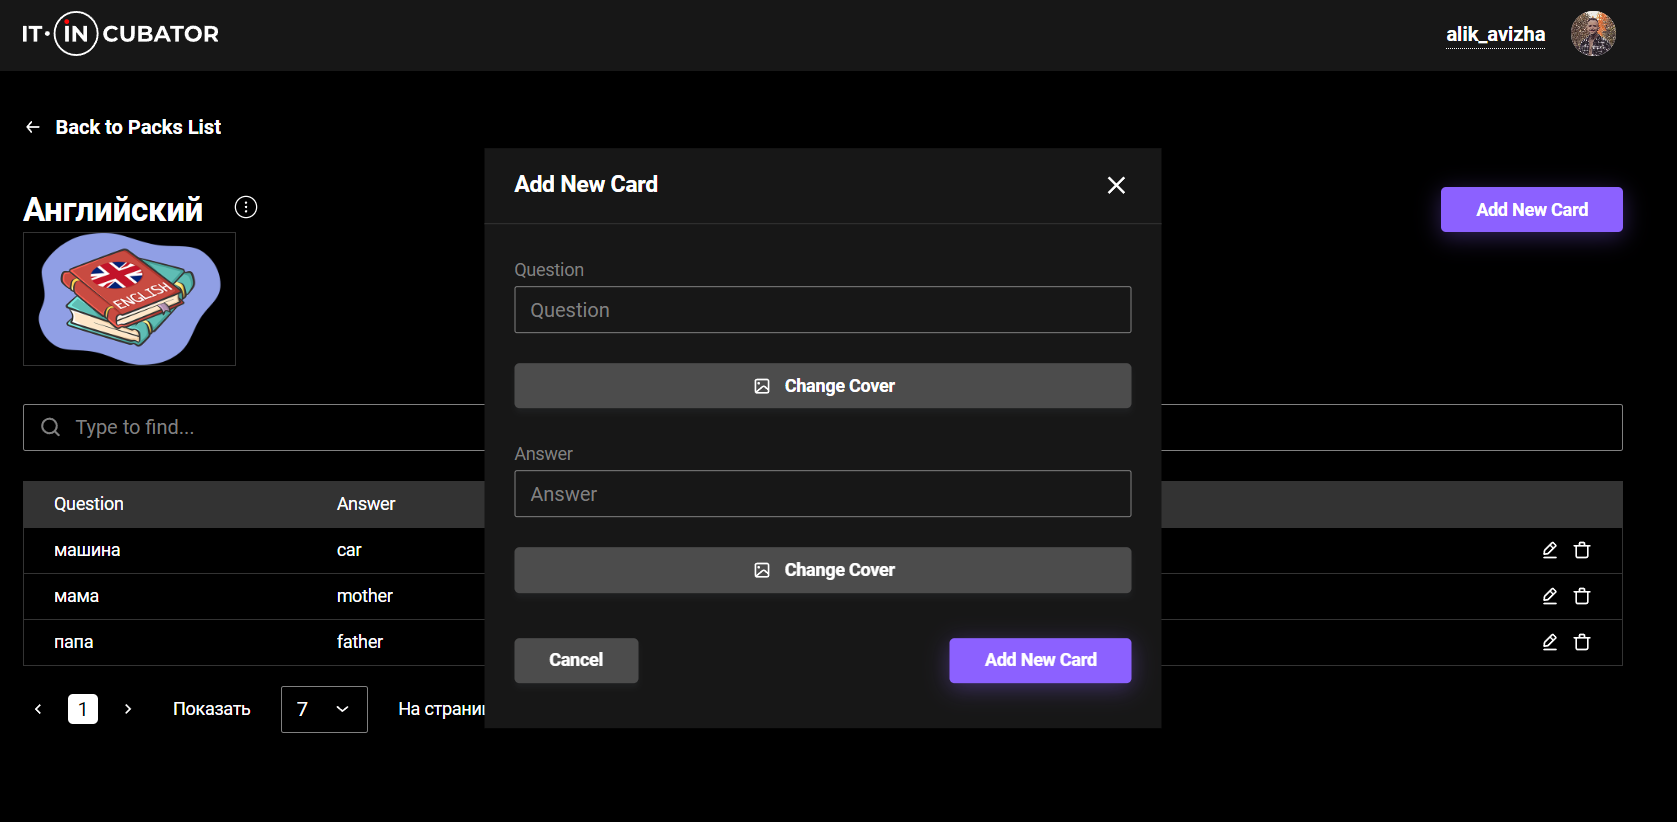 IT·IN CUBATOR
alik_avizha
Back to Packs List
Английский
ENGLISH
Add New Card
Type to find...
Question Answer
машина car
мама mother
папа father
1 Показать 7 На страни
Add New Card
Question
Question
Change Cover
Answer
Answer
Change Cover
Cancel Add New Card